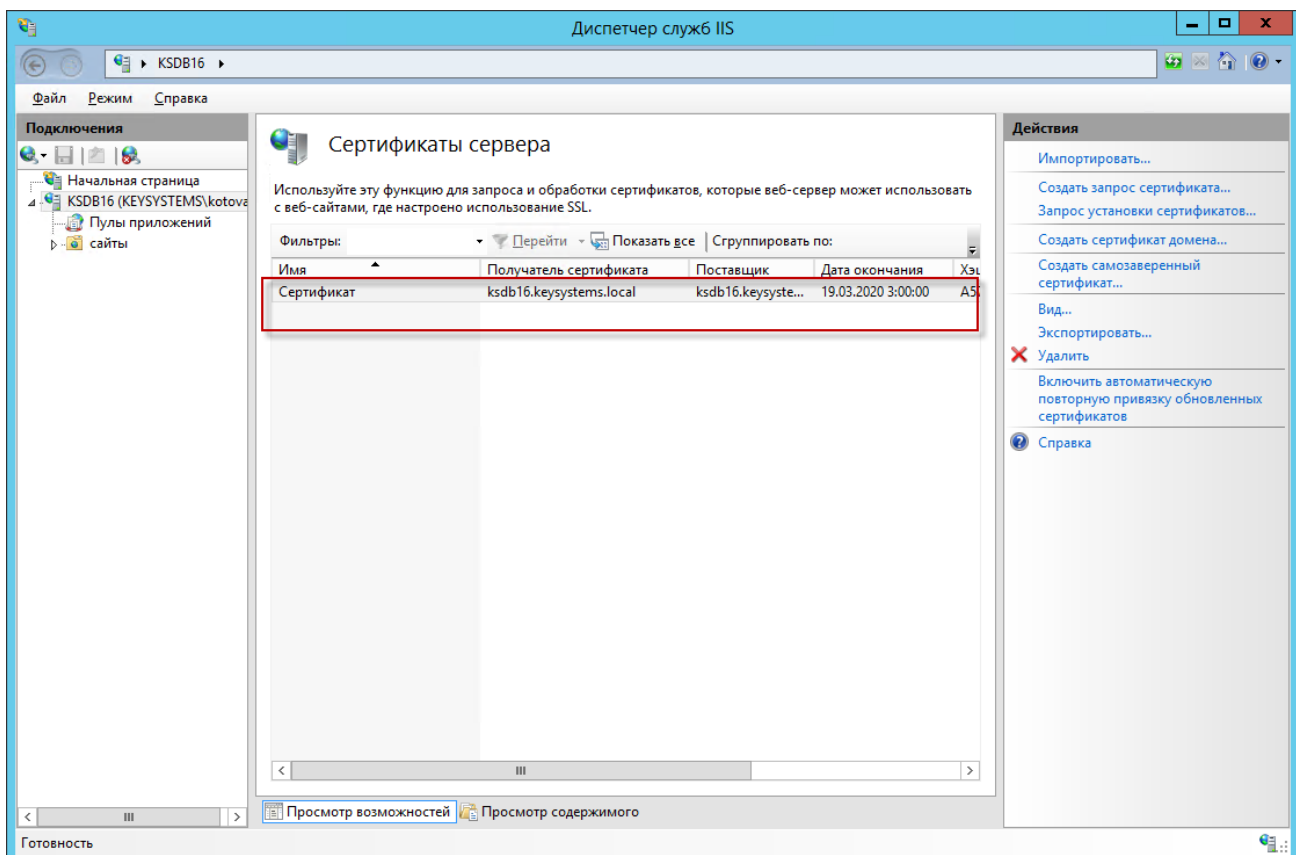 Диспетчер служб IIS
KSDB16
Файл Режим Справка
Подключения
Начальная страница
KSDB16 (KEYSYSTEMS\kotova
Пулы приложений
сайты
Сертификаты сервера
Используйте эту функцию для запроса и обработки сертификатов, которые веб-сервер может использовать
с веб-сайтами, где настроено использование SSL.
Фильтры: Перейти Показать все Сгруппировать по:
Имя Получатель сертификата Поставщик Дата окончания
Сертификат ksdb16.keysystems.local ksdb16.keysyste... 19.03.2020 3:00:00
Просмотр возможностей Просмотр содержимого
Действия
Импортировать...
Создать запрос сертификата...
Запрос установки сертификатов...
Создать сертификат домена...
Создать самозаверенный
сертификат...
Вид...
Экспортировать...
Удалить
Включить автоматическую
повторную привязку обновленных
сертификатов
Справка
Готовность